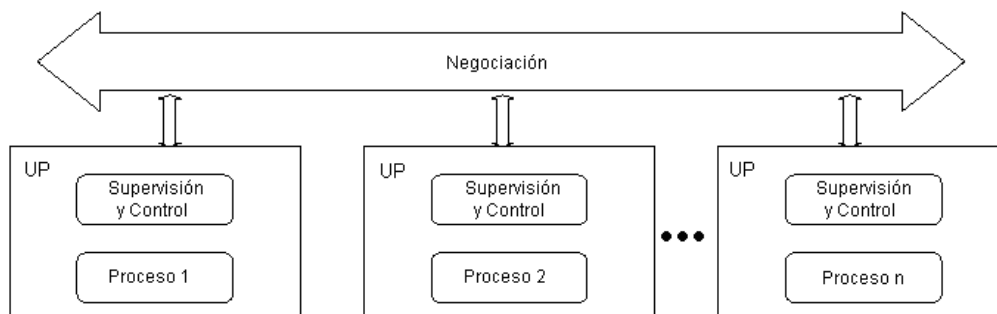 Negociación
UP
Supervisión
y Control
Proceso 1
UP
Supervisión
y Control
Proceso 2
UP
Supervisión
y Control
Proceso n